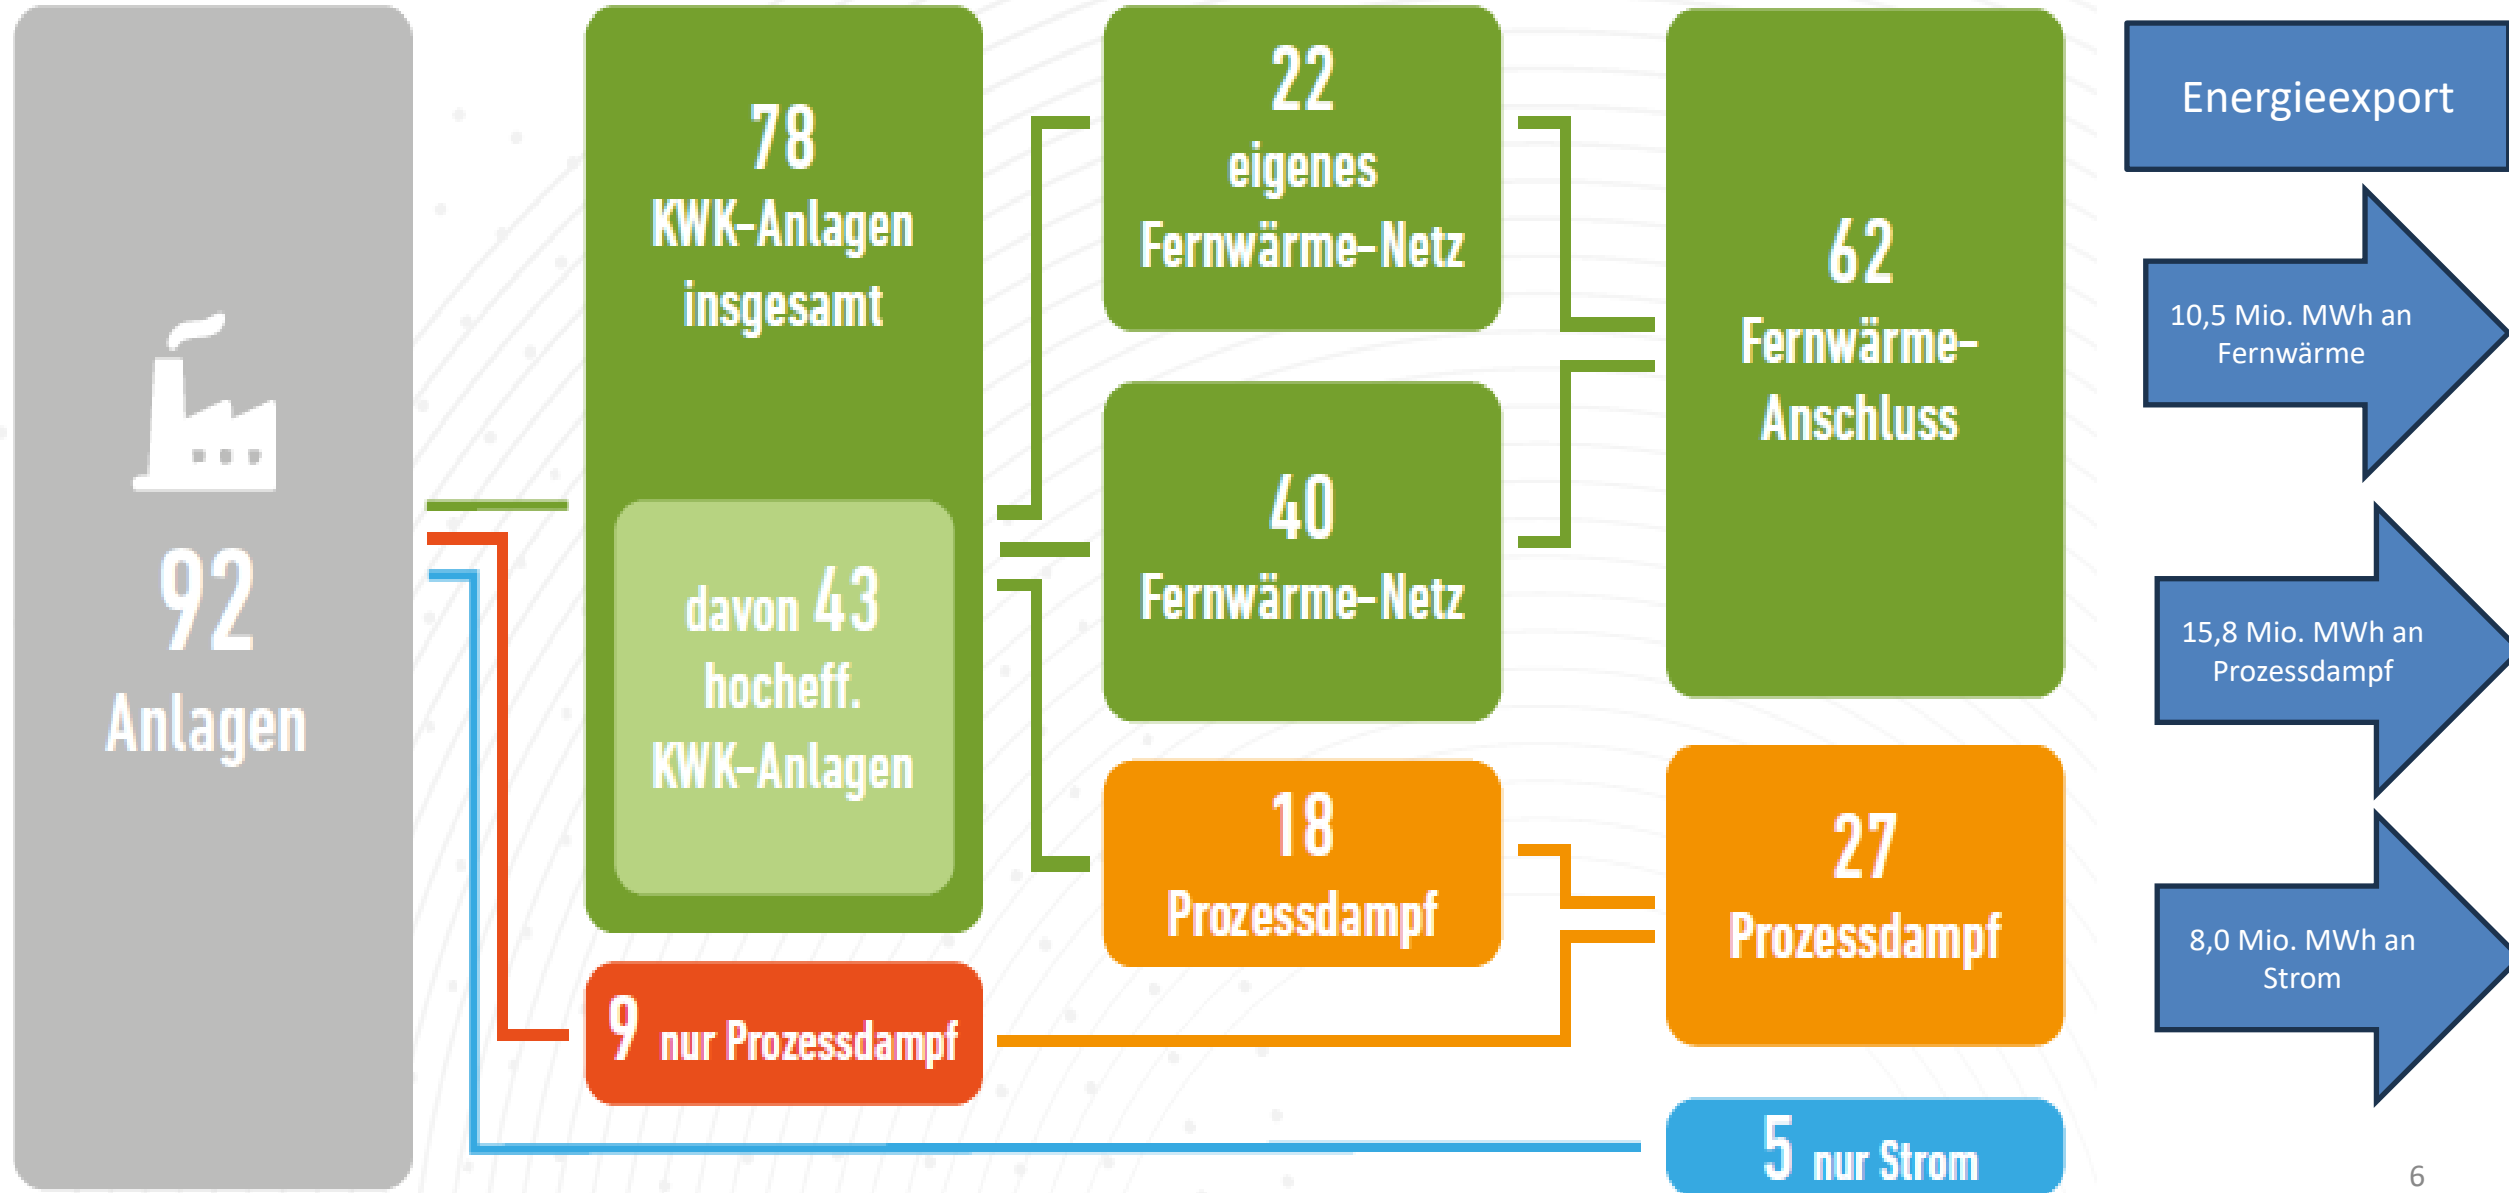 92
Anlagen
78
KWK-Anlagen
insgesamt
davon 43
hocheff.
KWK-Anlagen
9 nur Prozessdampf
22
eigenes
Fernwärme-Netz
40
Fernwärme-Netz
18
Prozessdampf
62
Fernwärme-
Anschluss
27
Prozessdampf
5 nur Strom
Energieexport
10,5 Mio. MWh an
Fernwärme
15,8 Mio. MWh an
Prozessdampf
8,0 Mio. MWh an
Strom
6